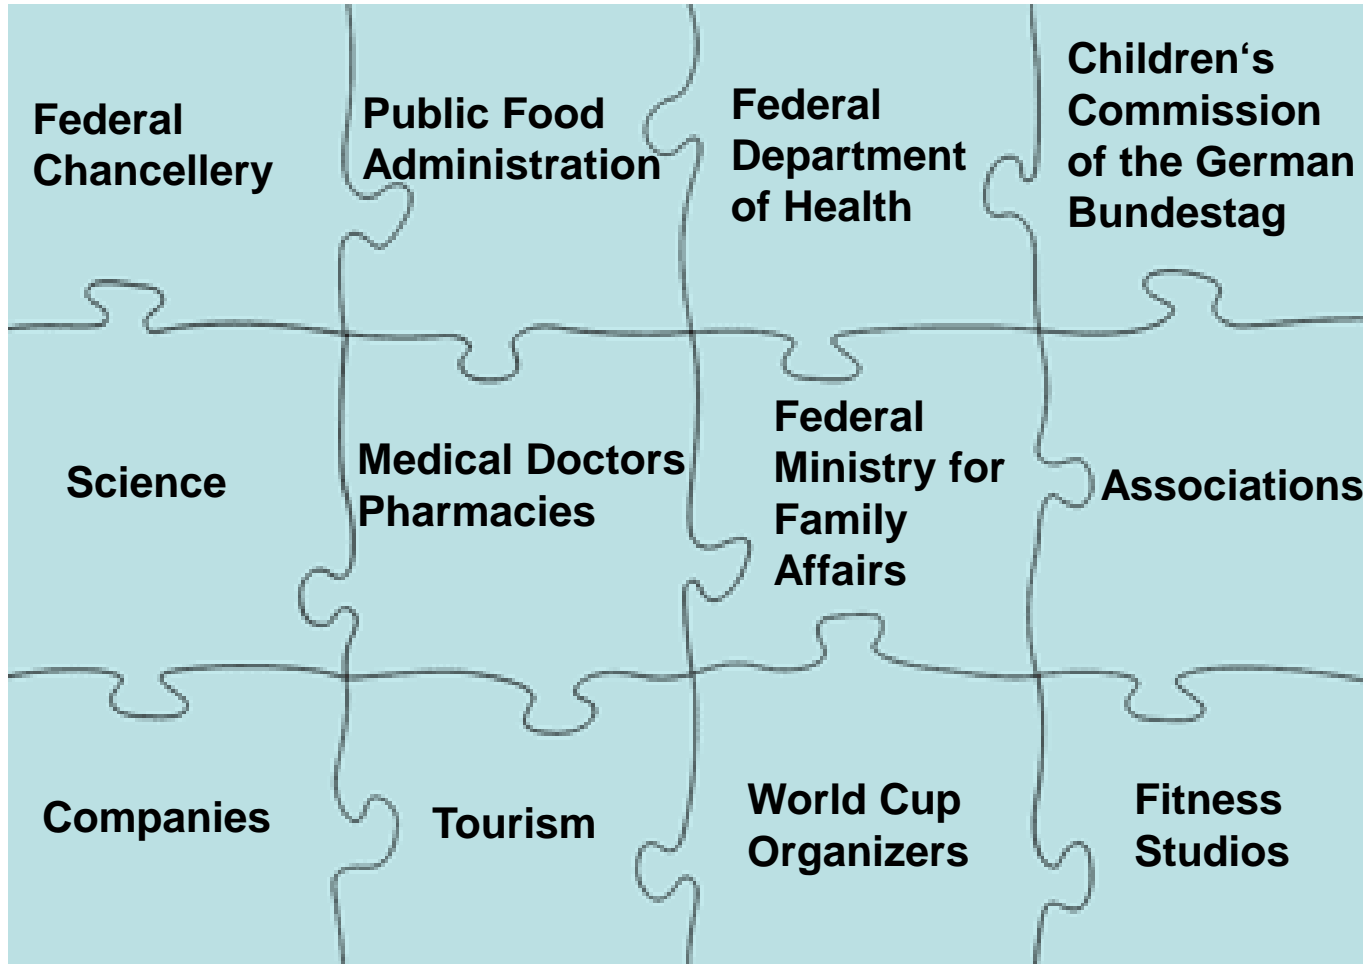 Federal
Chancellery
Public Food
Administration
Federal
Department
of Health
Children‘s
Commission
of the German
Bundestag
Science
Medical Doctors
Pharmacies
Federal
Ministry for
Family
Affairs
Associations
Companies
Tourism
World Cup
Organizers
Fitness
Studios